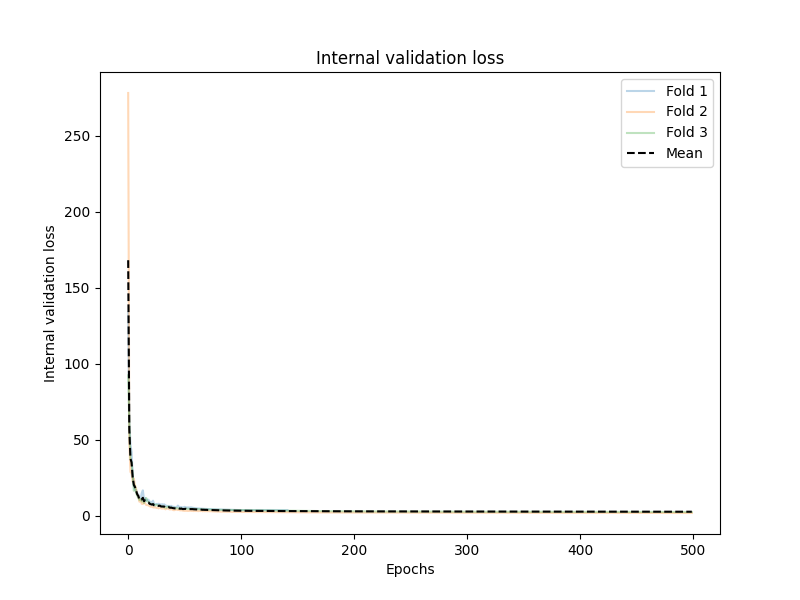 Internal validation loss
Fold 1
Fold 2
Fold 3
Mean
Internal validation loss
250
200
150
100
50
0
0 100 200 300 400 500
Epochs